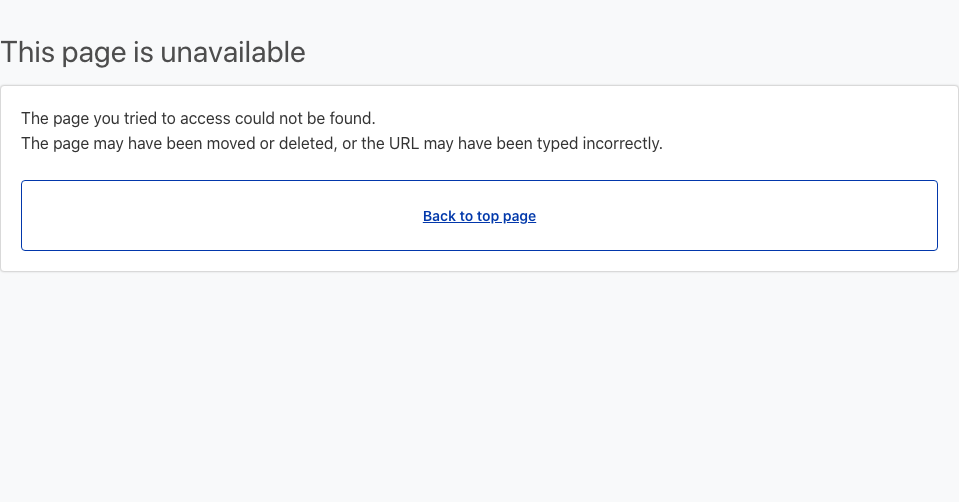 This page is unavailable
The page you tried to access could not be found.
The page may have been moved or deleted, or the URL may have been typed incorrectly.
Back to top page